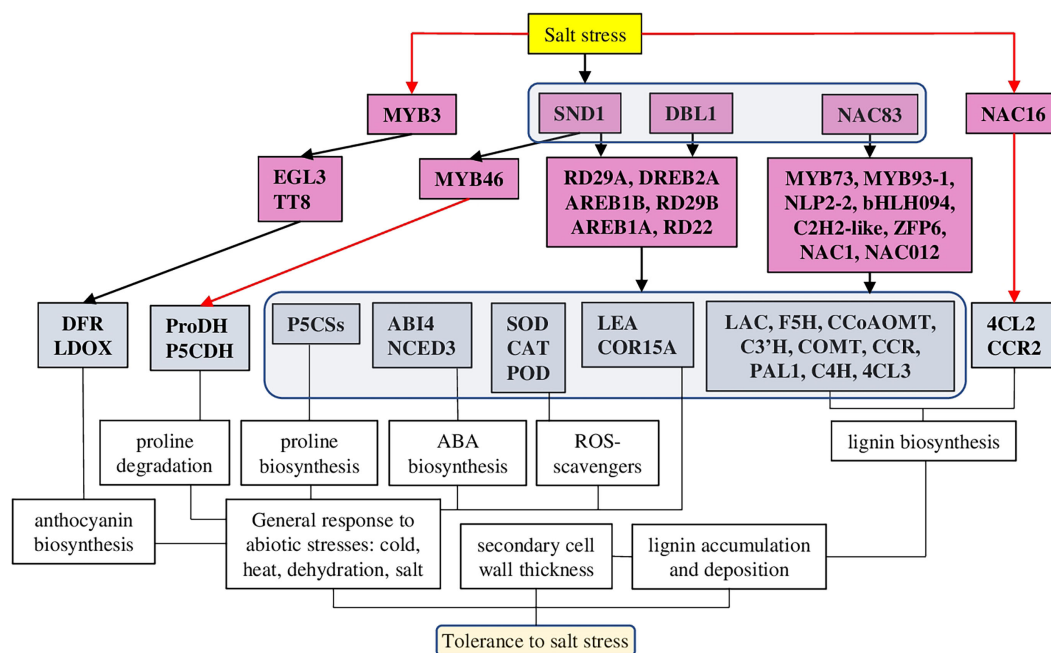 Salt stress
MYB3
SND1
DBL1
NAC83
NAC16
EGL3
TT8
MYB46
RD29A, DREB2A
AREB1B, RD29B
AREB1A, RD22
MYB73, MYB93-1,
NLP2-2, bHLH094,
C2H2-like, ZFP6,
NAC1, NAC012
DFR
LDOX
ProDH
P5CDH
P5CSs
ABI4
NCED3
SOD
CAT
POD
LEA
COR15A
LAC, F5H, CCoAOMT,
C3’H, COMT, CCR,
PAL1, C4H, 4CL3
4CL2
CCR2
proline
degradation
proline
biosynthesis
ABA
biosynthesis
ROS-
scavengers
lignin biosynthesis
anthocyanin
biosynthesis
General response to
abiotic stresses: cold,
heat, dehydration, salt
secondary cell
wall thickness
lignin accumulation
and deposition
Tolerance to salt stress